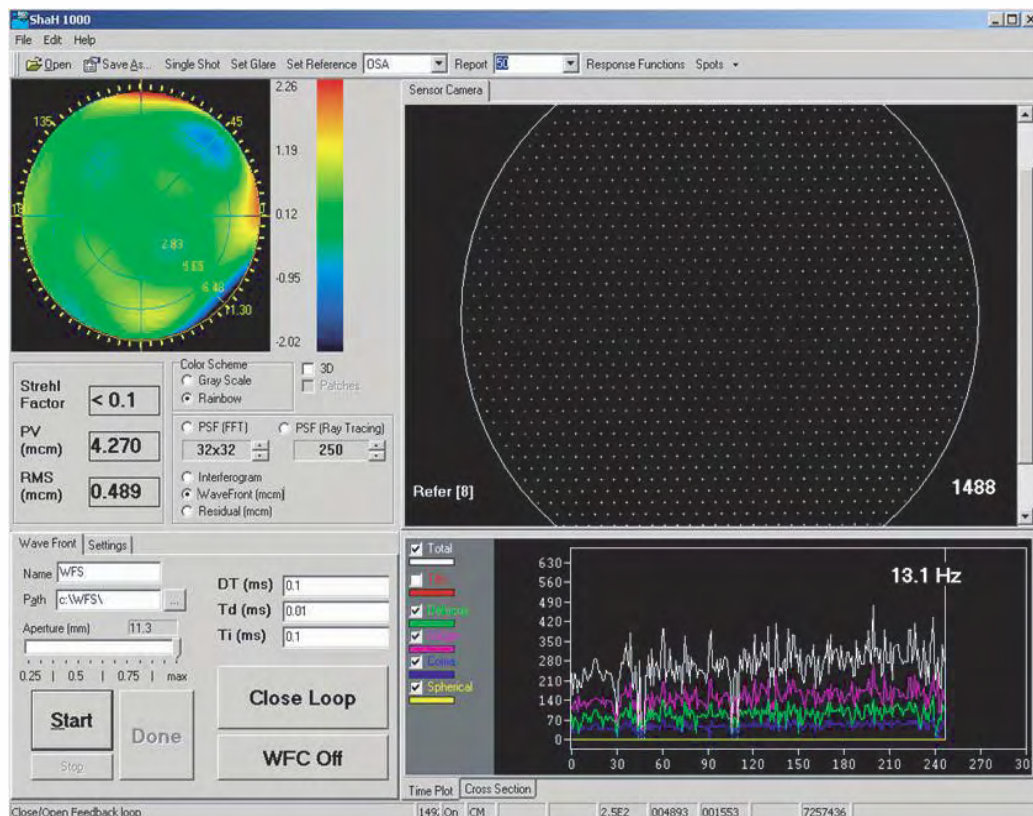 ShaH 1000
File Edit Help
Open Save As... Single Shot Set Glare Set Reference OSA Report 50 Response Functions Spots
135
45
18
0
2.83
5.65
8.48
11.30
2.26
1.19
0.12
-0.95
-2.02
Sensor Camera
Refer [8]
1488
Strehl Factor < 0.1
PV (mcm) 4.270
RMS (mcm) 0.489
Color Scheme
Gray Scale
Rainbow
3D
Patches
PSF (FFT) PSF (Ray Tracing)
32x32 250
Interferogram
WaveFront (mcm)
Residual (mcm)
Wave Front Settings
Name WFS
Path c:\WFS\ ...
Aperture (mm) 11.3
0.25 | 0.5 | 0.75 | max
DT (ms) 0.1
Td (ms) 0.01
Ti (ms) 0.1
Start
Stop
Done
Close Loop
WFC Off
Total
Defocus
Coma
Spherical
13.1 Hz
630
560
490
420
350
280
210
140
70
0
0 30 60 90 120 150 180 210 240 270 30
Time Plot Cross Section
Close/Open Feedback loop On CM 2.5E2 004893 001553 7257436